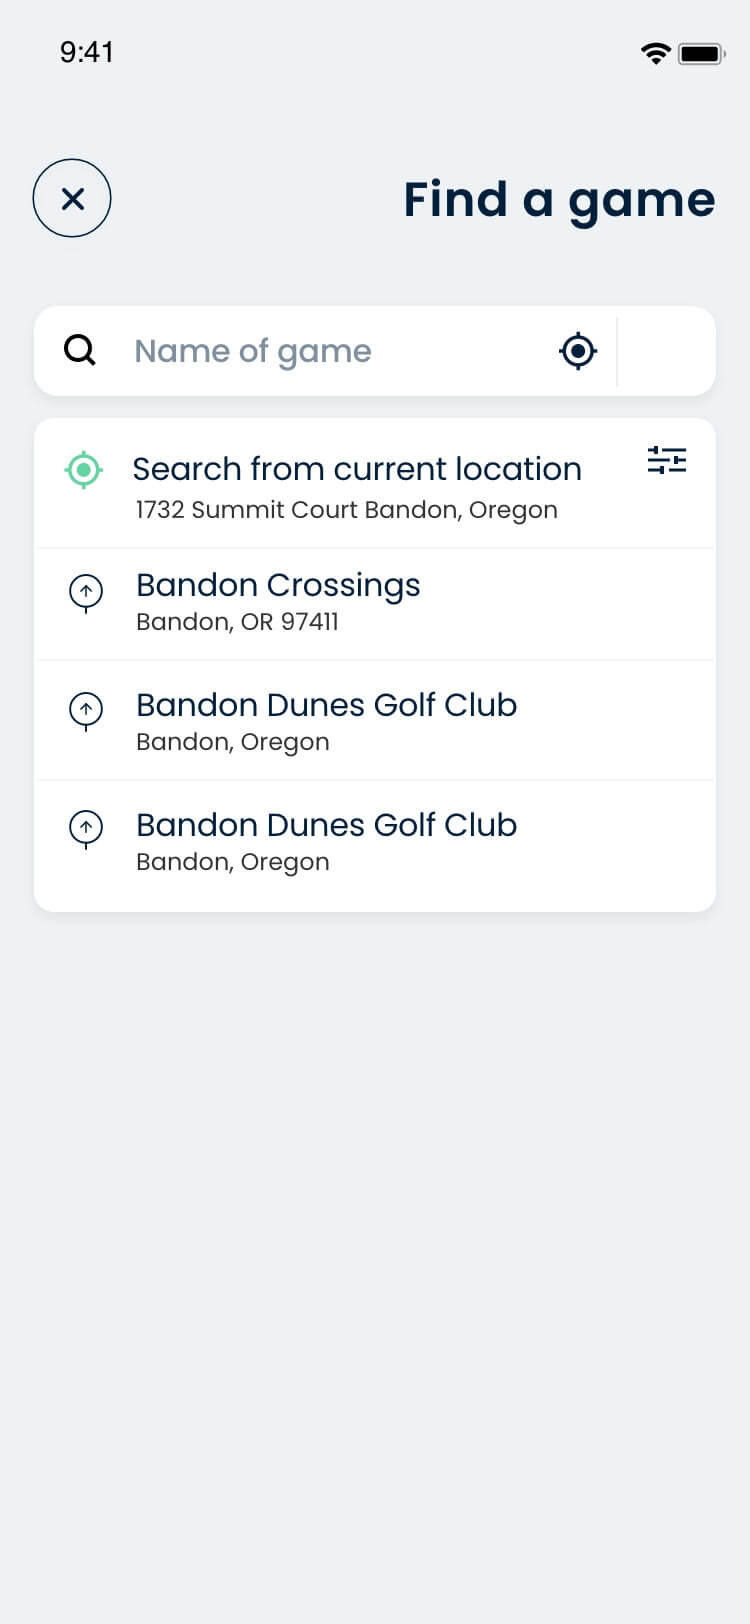 9:41
Find a game
Name of game
Search from current location
1732 Summit Court Bandon, Oregon
Bandon Crossings
Bandon, OR 97411
Bandon Dunes Golf Club
Bandon, Oregon
Bandon Dunes Golf Club
Bandon, Oregon